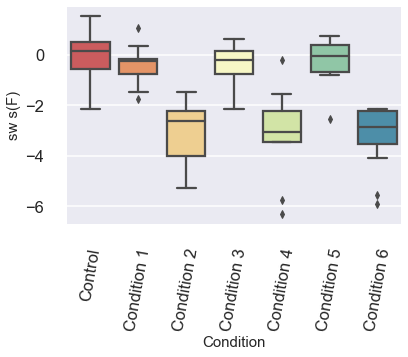 sw s(F)
0
−2
−4
−6
Control
Condition 1
Condition 2
Condition 3
Condition 4
Condition 5
Condition 6
Condition